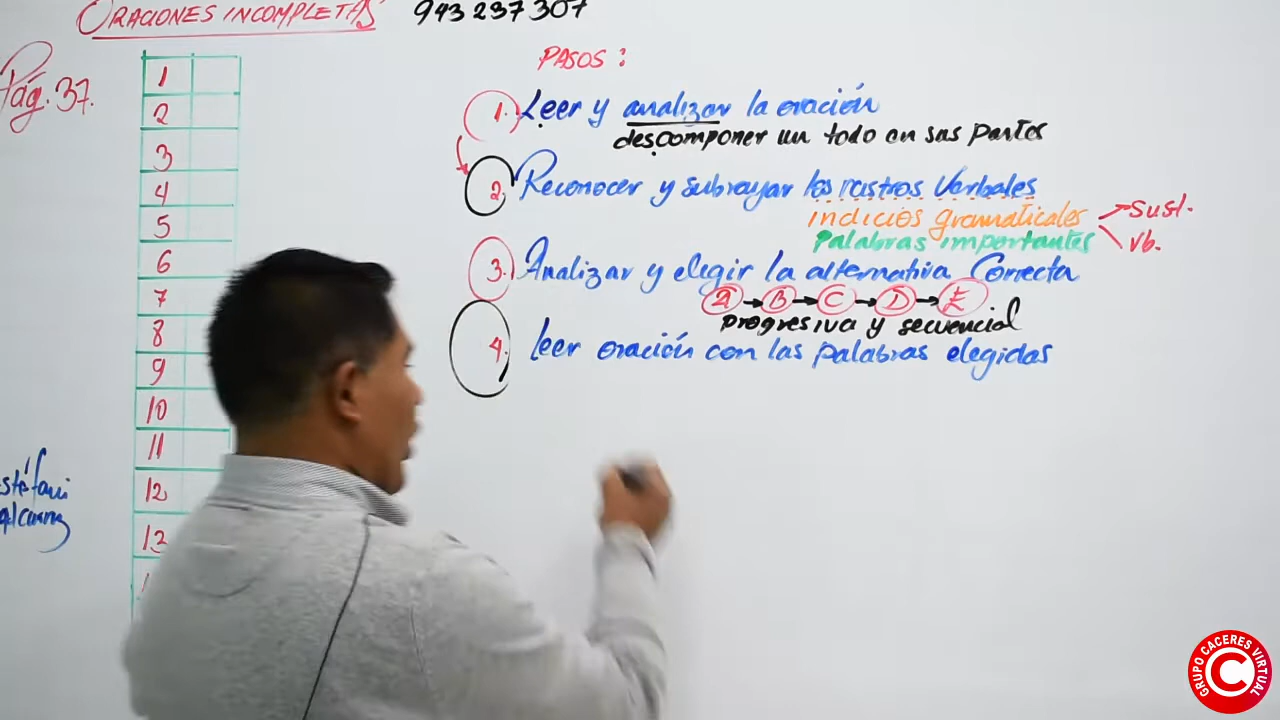 ORACIONES INCOMPLETAS
943 237 307
Pág. 37.
1
2
3
4
5
6
7
8
9
10
11
12
13
PASOS :
1. Leer y analizar la oración
descomponer un todo en sus partes
2. Reconocer y subrayar los rastros verbales
indicios gramaticales
Sust.
Palabras importantes
Vb.
3. Analizar y elegir la alternativa Correcta
A B C D E
progresiva y secuencial
4. leer oración con las palabras elegidas
GRUPO CACERES VIRTUAL
C